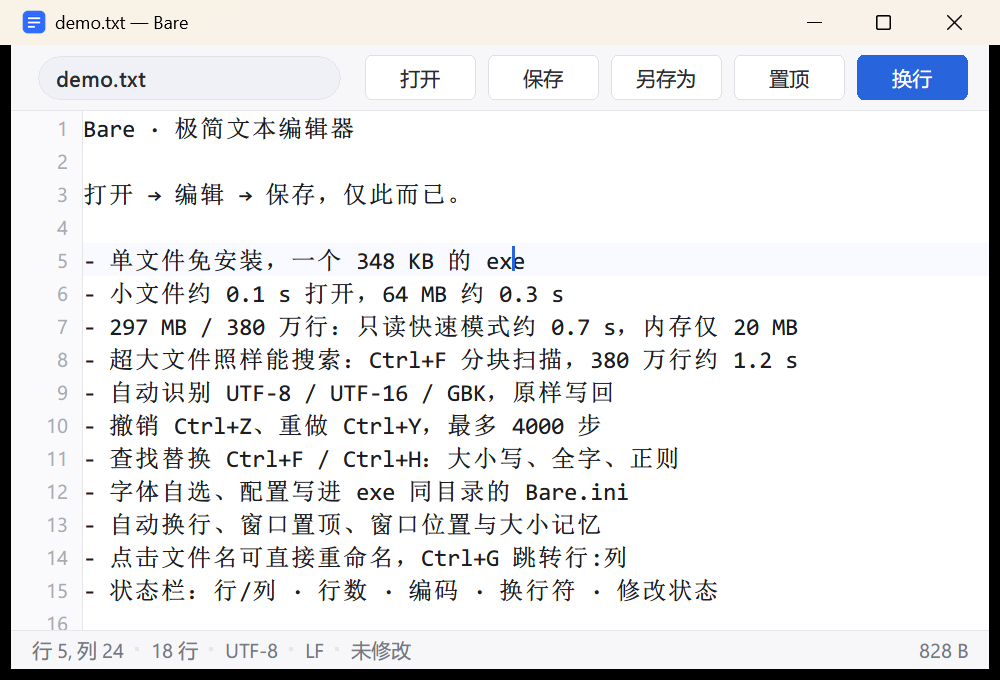 demo.txt — Bare
demo.txt 打开 保存 另存为 置顶 换行
1 Bare · 极简文本编辑器
2
3 打开 → 编辑 → 保存，仅此而已。
4
5 - 单文件免安装，一个 348 KB 的 exe
6 - 小文件约 0.1 s 打开，64 MB 约 0.3 s
7 - 297 MB / 380 万行：只读快速模式约 0.7 s，内存仅 20 MB
8 - 超大文件照样能搜索：Ctrl+F 分块扫描，380 万行约 1.2 s
9 - 自动识别 UTF-8 / UTF-16 / GBK，原样写回
10 - 撤销 Ctrl+Z、重做 Ctrl+Y，最多 4000 步
11 - 查找替换 Ctrl+F / Ctrl+H：大小写、全字、正则
12 - 字体自选、配置写进 exe 同目录的 Bare.ini
13 - 自动换行、窗口置顶、窗口位置与大小记忆
14 - 点击文件名可直接重命名，Ctrl+G 跳转行:列
15 - 状态栏：行/列 · 行数 · 编码 · 换行符 · 修改状态
16
行 5, 列 24 · 18 行 · UTF-8 · LF · 未修改 828 B